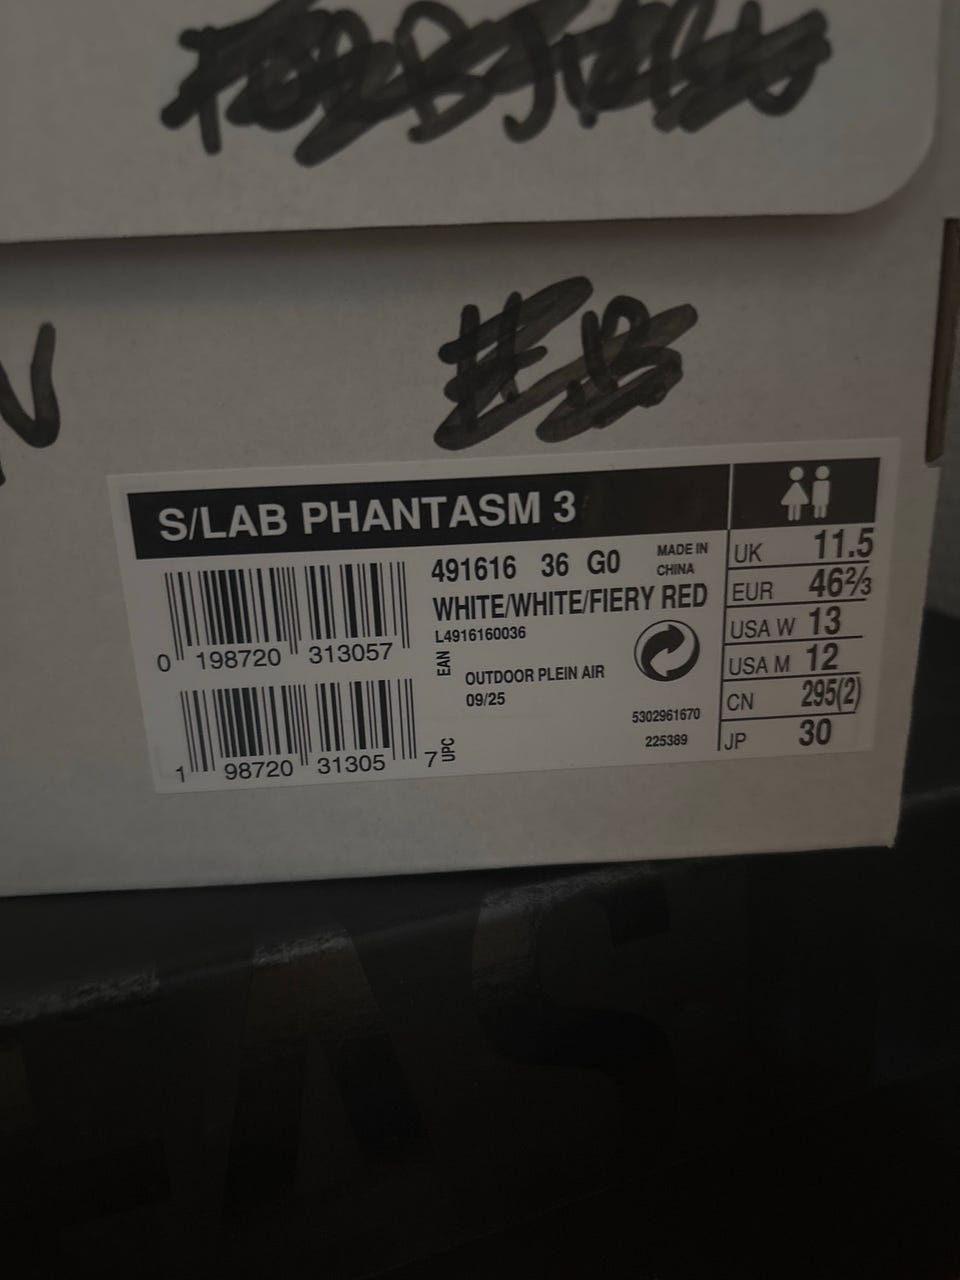 S/LAB PHANTASM 3
491616 36 G0
MADE IN
CHINA
WHITE/WHITE/FIERY RED
L4916160036
0 198720 313057
EAN
OUTDOOR PLEIN AIR
09/25
5302961670
225389
1 98720 31305 7
UPC
UK 11.5
EUR 46⅔
USA W 13
USA M 12
CN 295(2)
JP 30